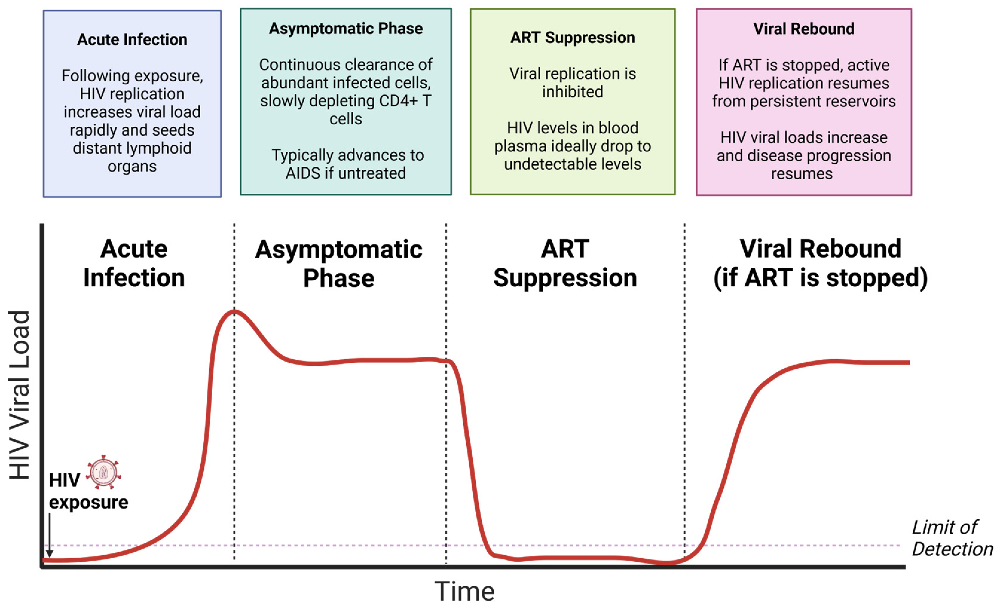 Acute Infection
Following exposure,
HIV replication
increases viral load
rapidly and seeds
distant lymphoid
organs
Asymptomatic Phase
Continuous clearance of
abundant infected cells,
slowly depleting CD4+ T
cells
Typically advances to
AIDS if untreated
ART Suppression
Viral replication is
inhibited
HIV levels in blood
plasma ideally drop to
undetectable levels
Viral Rebound
If ART is stopped, active
HIV replication resumes
from persistent reservoirs
HIV viral loads increase
and disease progression
resumes
Acute
Infection
Asymptomatic
Phase
ART
Suppression
Viral Rebound
(if ART is stopped)
HIV Viral Load
HIV
exposure
Limit of
Detection
Time